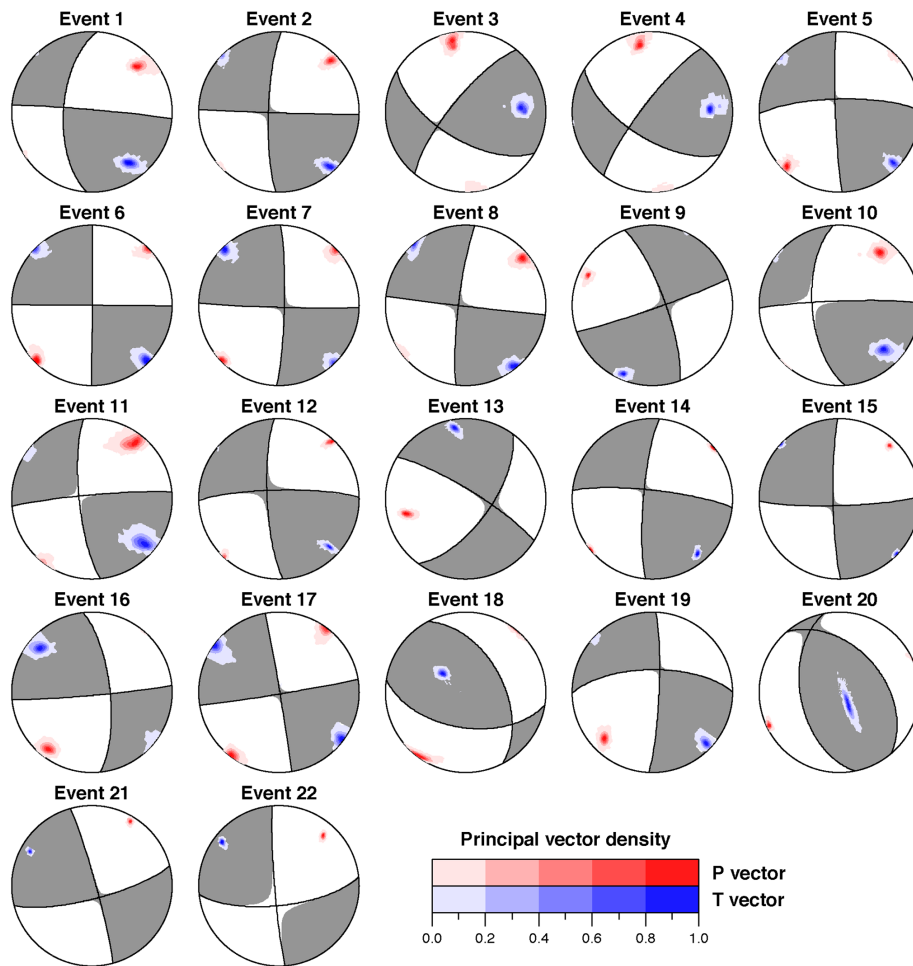 Event 1 Event 2 Event 3 Event 4 Event 5
Event 6 Event 7 Event 8 Event 9 Event 10
Event 11 Event 12 Event 13 Event 14 Event 15
Event 16 Event 17 Event 18 Event 19 Event 20
Event 21 Event 22
Principal vector density
P vector
T vector
0.0 0.2 0.4 0.6 0.8 1.0